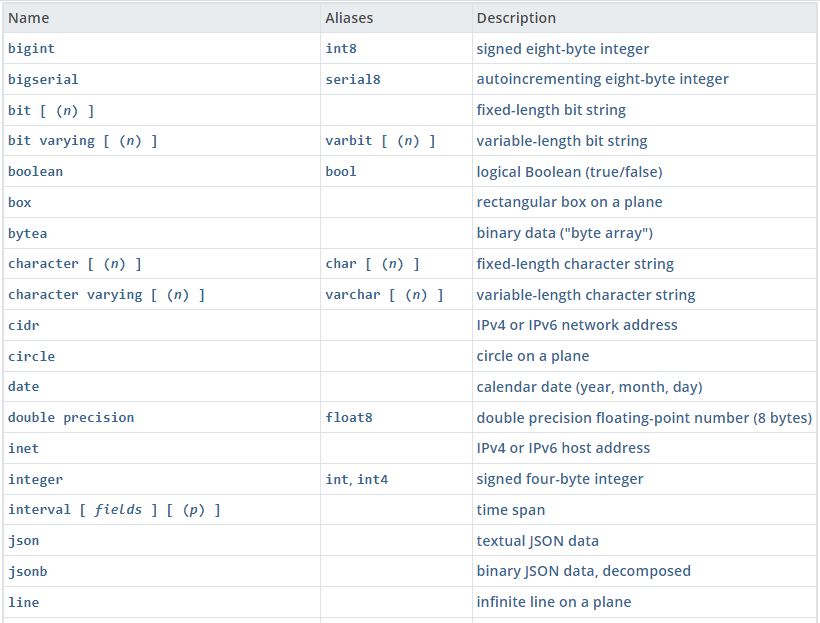 Name Aliases Description
bigint int8 signed eight-byte integer
bigserial serial8 autoincrementing eight-byte integer
bit [ (n) ] fixed-length bit string
bit varying [ (n) ] varbit [ (n) ] variable-length bit string
boolean bool logical Boolean (true/false)
box rectangular box on a plane
bytea binary data ("byte array")
character [ (n) ] char [ (n) ] fixed-length character string
character varying [ (n) ] varchar [ (n) ] variable-length character string
cidr IPv4 or IPv6 network address
circle circle on a plane
date calendar date (year, month, day)
double precision float8 double precision floating-point number (8 bytes)
inet IPv4 or IPv6 host address
integer int, int4 signed four-byte integer
interval [ fields ] [ (p) ] time span
json textual JSON data
jsonb binary JSON data, decomposed
line infinite line on a plane